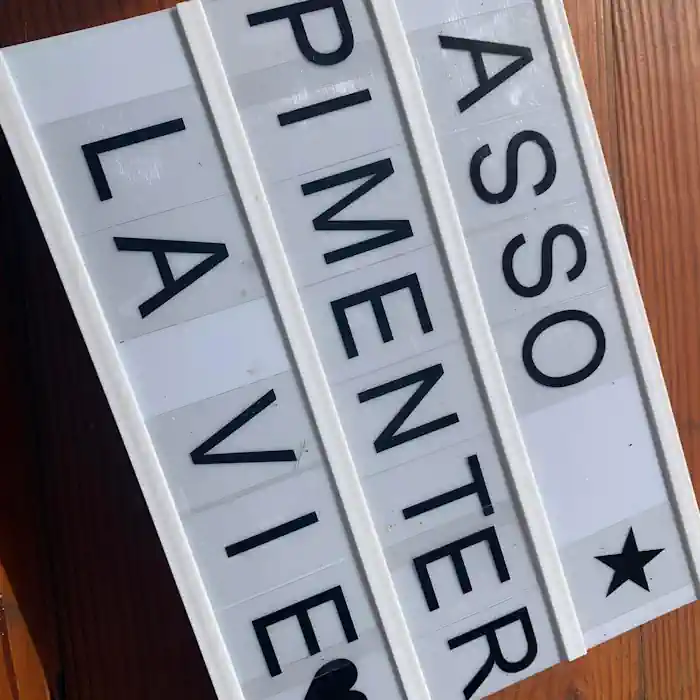 ASSO ★
PIMENTER
LA VIE ♥